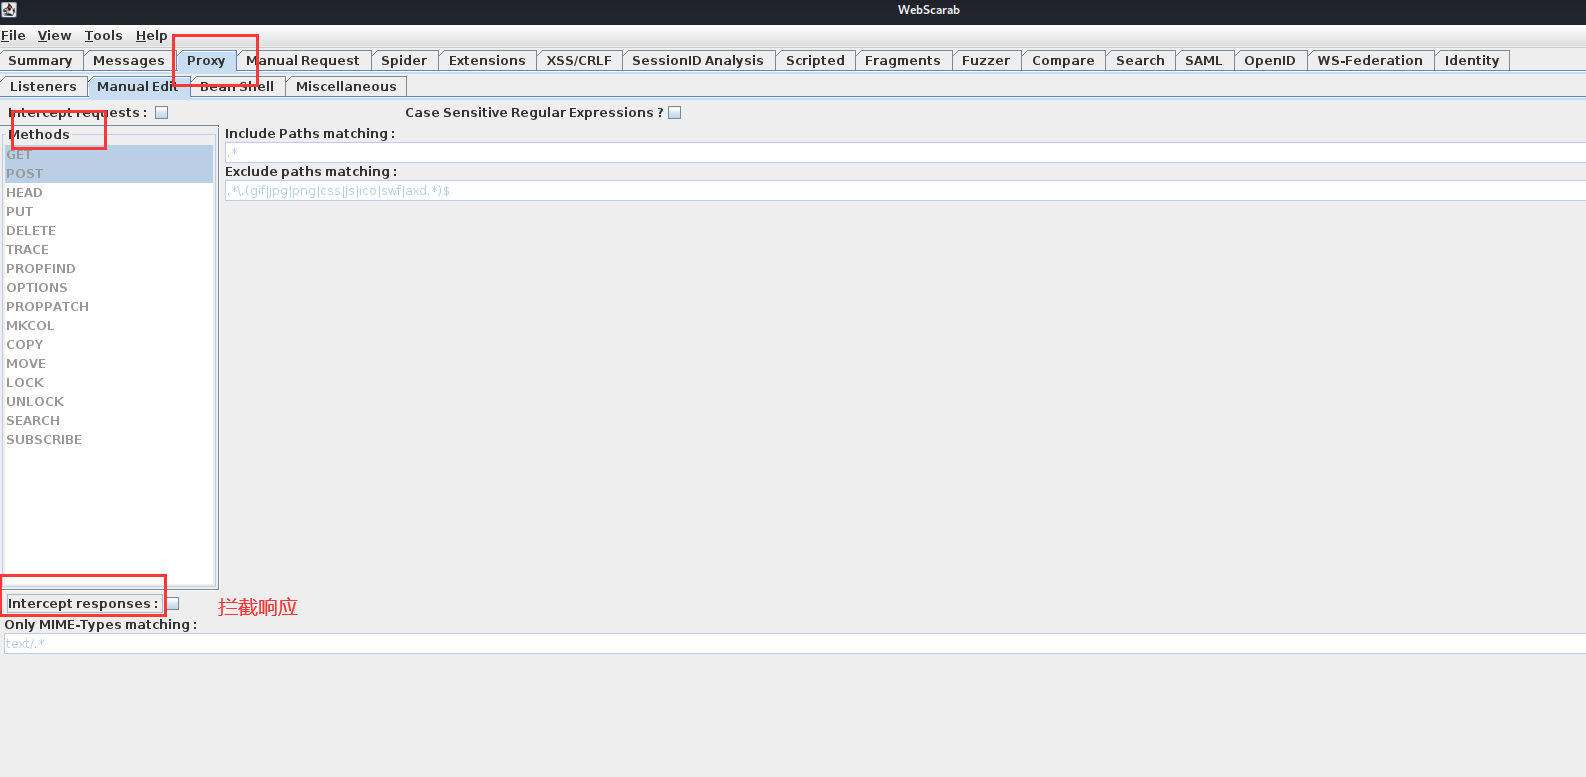 WebScarab
File View Tools Help
Summary Messages Proxy Manual Request Spider Extensions XSS/CRLF SessionID Analysis Scripted Fragments Fuzzer Compare Search SAML OpenID WS-Federation Identity
Listeners Manual Edit Bean Shell Miscellaneous
Intercept requests : Case Sensitive Regular Expressions ?
Methods
GET
POST
HEAD
PUT
DELETE
TRACE
PROPFIND
OPTIONS
PROPPATCH
MKCOL
COPY
MOVE
LOCK
UNLOCK
SEARCH
SUBSCRIBE
Include Paths matching :
.*
Exclude paths matching :
.*\.(gif|jpg|png|css|js|ico|swf|axd.*)$
Intercept responses : 拦截响应
Only MIME-Types matching :
text/.*